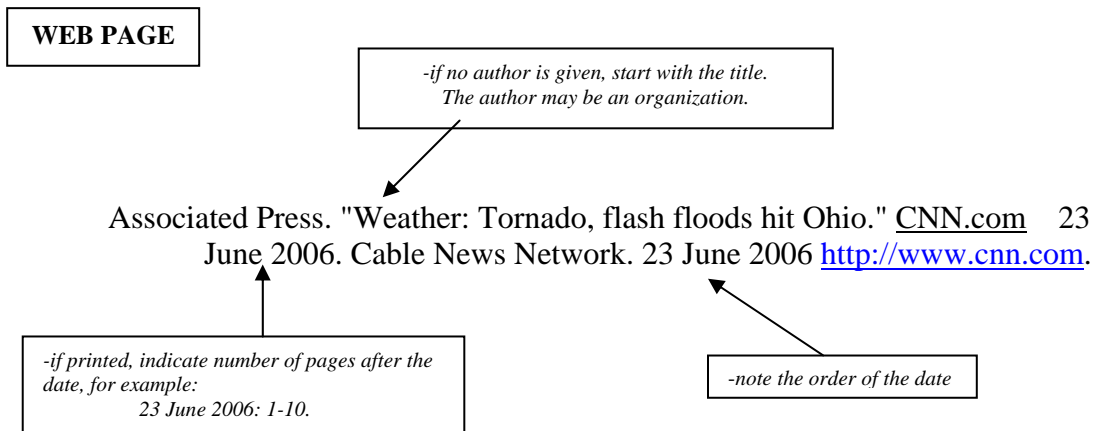 WEB PAGE
-if no author is given, start with the title.
The author may be an organization.
Associated Press. "Weather: Tornado, flash floods hit Ohio." CNN.com 23
June 2006. Cable News Network. 23 June 2006 http://www.cnn.com.
-if printed, indicate number of pages after the
date, for example:
23 June 2006: 1-10.
-note the order of the date